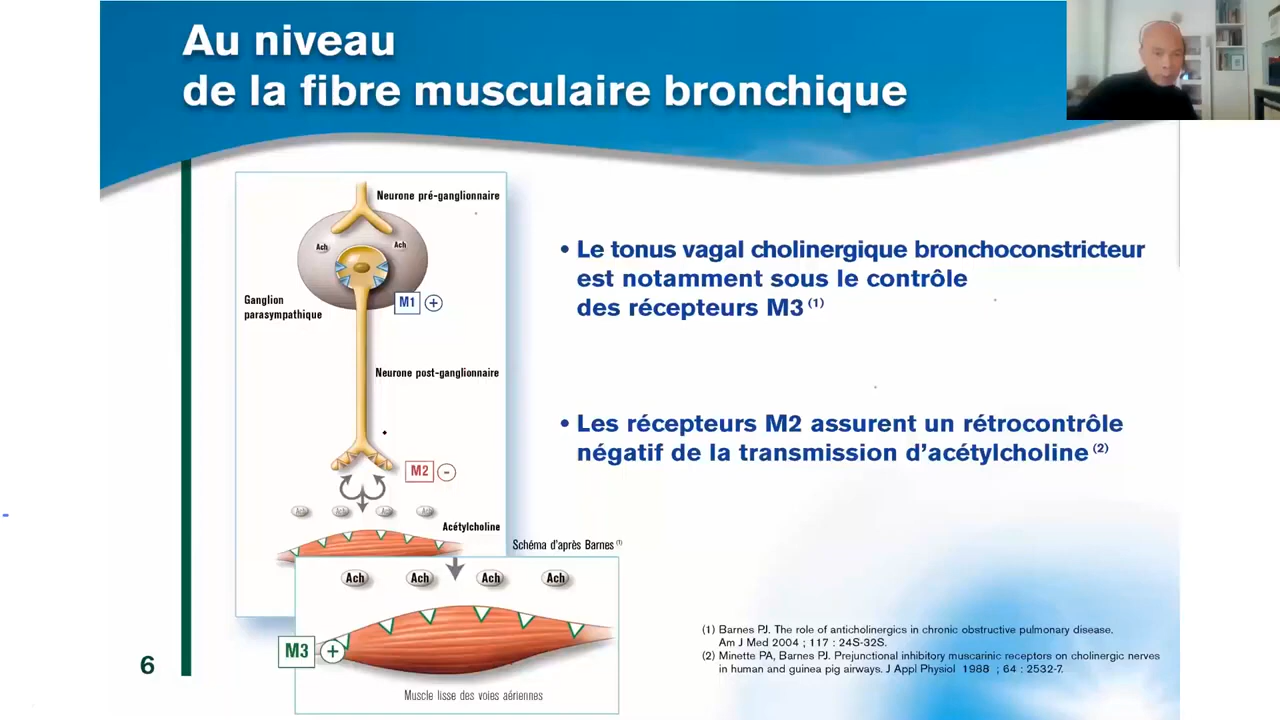 Au niveau
de la fibre musculaire bronchique
Neurone pré-ganglionnaire
Ach
Ach
M1 +
Ganglion
parasympathique
Neurone post-ganglionnaire
M2 -
Ach Ach Ach Ach
Acétylcholine
Schéma d'après Barnes (1)
Ach Ach Ach Ach
M3 +
Muscle lisse des voies aériennes
• Le tonus vagal cholinergique bronchoconstricteur
est notamment sous le contrôle
des récepteurs M3 (1)
• Les récepteurs M2 assurent un rétrocontrôle
négatif de la transmission d'acétylcholine (2)
(1) Barnes PJ. The role of anticholinergics in chronic obstructive pulmonary disease.
Am J Med 2004 ; 117 : 24S-32S.
(2) Minette PA, Barnes PJ. Prejunctional inhibitory muscarinic receptors on cholinergic nerves
in human and guinea pig airways. J Appl Physiol 1988 ; 64 : 2532-7.
6